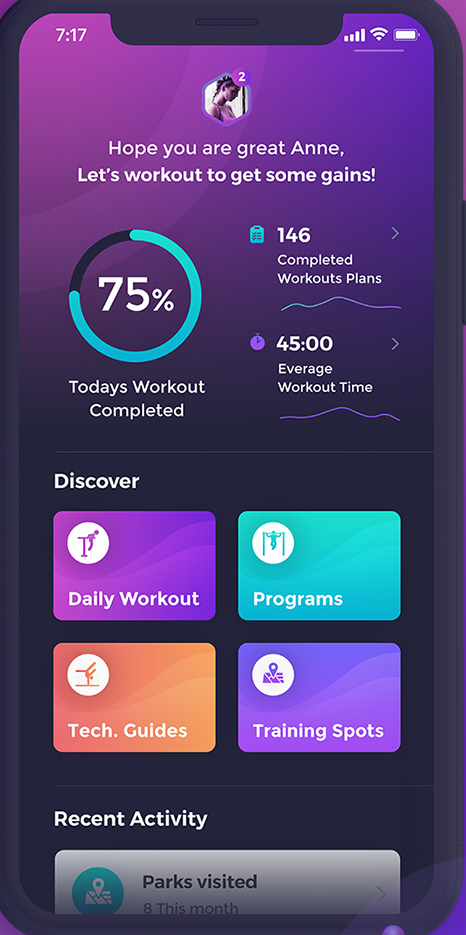 7:17
2
Hope you are great Anne,
Let's workout to get some gains!
75%
Todays Workout
Completed
146
Completed
Workouts Plans
45:00
Everage
Workout Time
Discover
Daily Workout
Programs
Tech. Guides
Training Spots
Recent Activity
Parks visited
8 This month